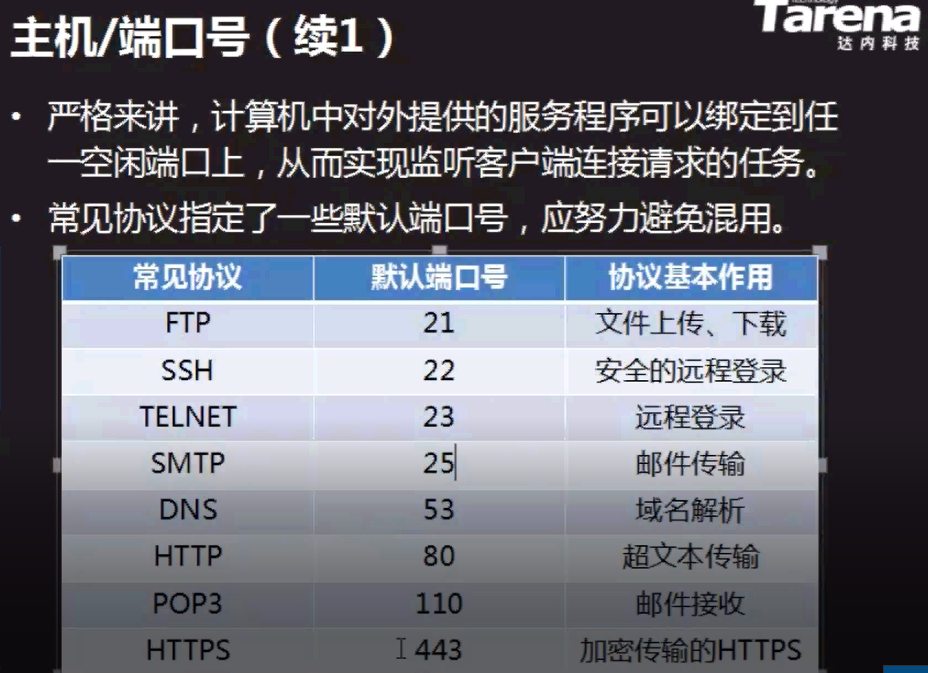 主机/端口号（续1）
Tarena
达内科技
• 严格来讲，计算机中对外提供的服务程序可以绑定到任
一空闲端口上，从而实现监听客户端连接请求的任务。
• 常见协议指定了一些默认端口号，应努力避免混用。
常见协议 默认端口号 协议基本作用
FTP 21 文件上传、下载
SSH 22 安全的远程登录
TELNET 23 远程登录
SMTP 25 邮件传输
DNS 53 域名解析
HTTP 80 超文本传输
POP3 110 邮件接收
HTTPS 443 加密传输的HTTPS